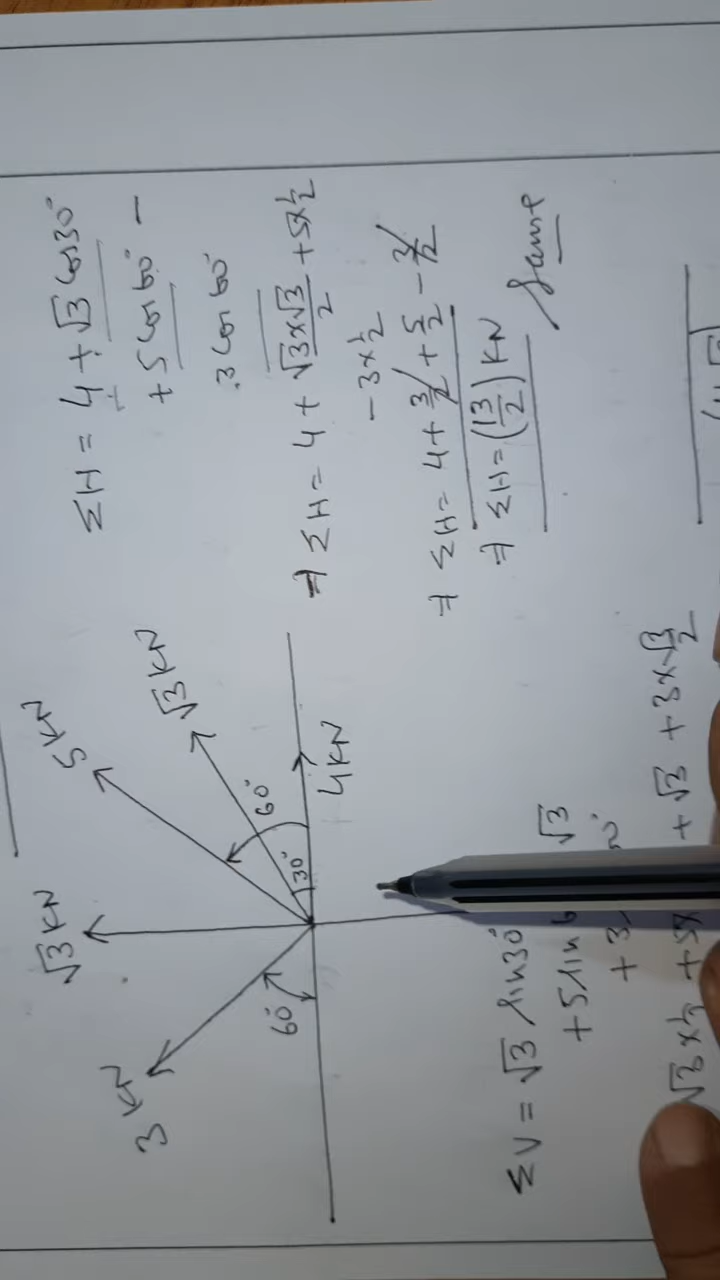 5 KN
√3 KN
√3 KN
3 KN
60°
30°
60°
4KN
ΣH = 4 + √3 cos30°
+ 5 cos 60° -
3 cos 60°
⇒ ΣH = 4 + √3×√3/2 + 5×1/2
- 3×1/2
⇒ ΣH = 4 + 3/2 + 5/2 - 3/2
⇒ ΣH = (13/2) KN
ΣV = √3 sin30° √3
+ 5 sin 6
+ 3
√3×1/2 + 5× + √3 + 3×√3/2